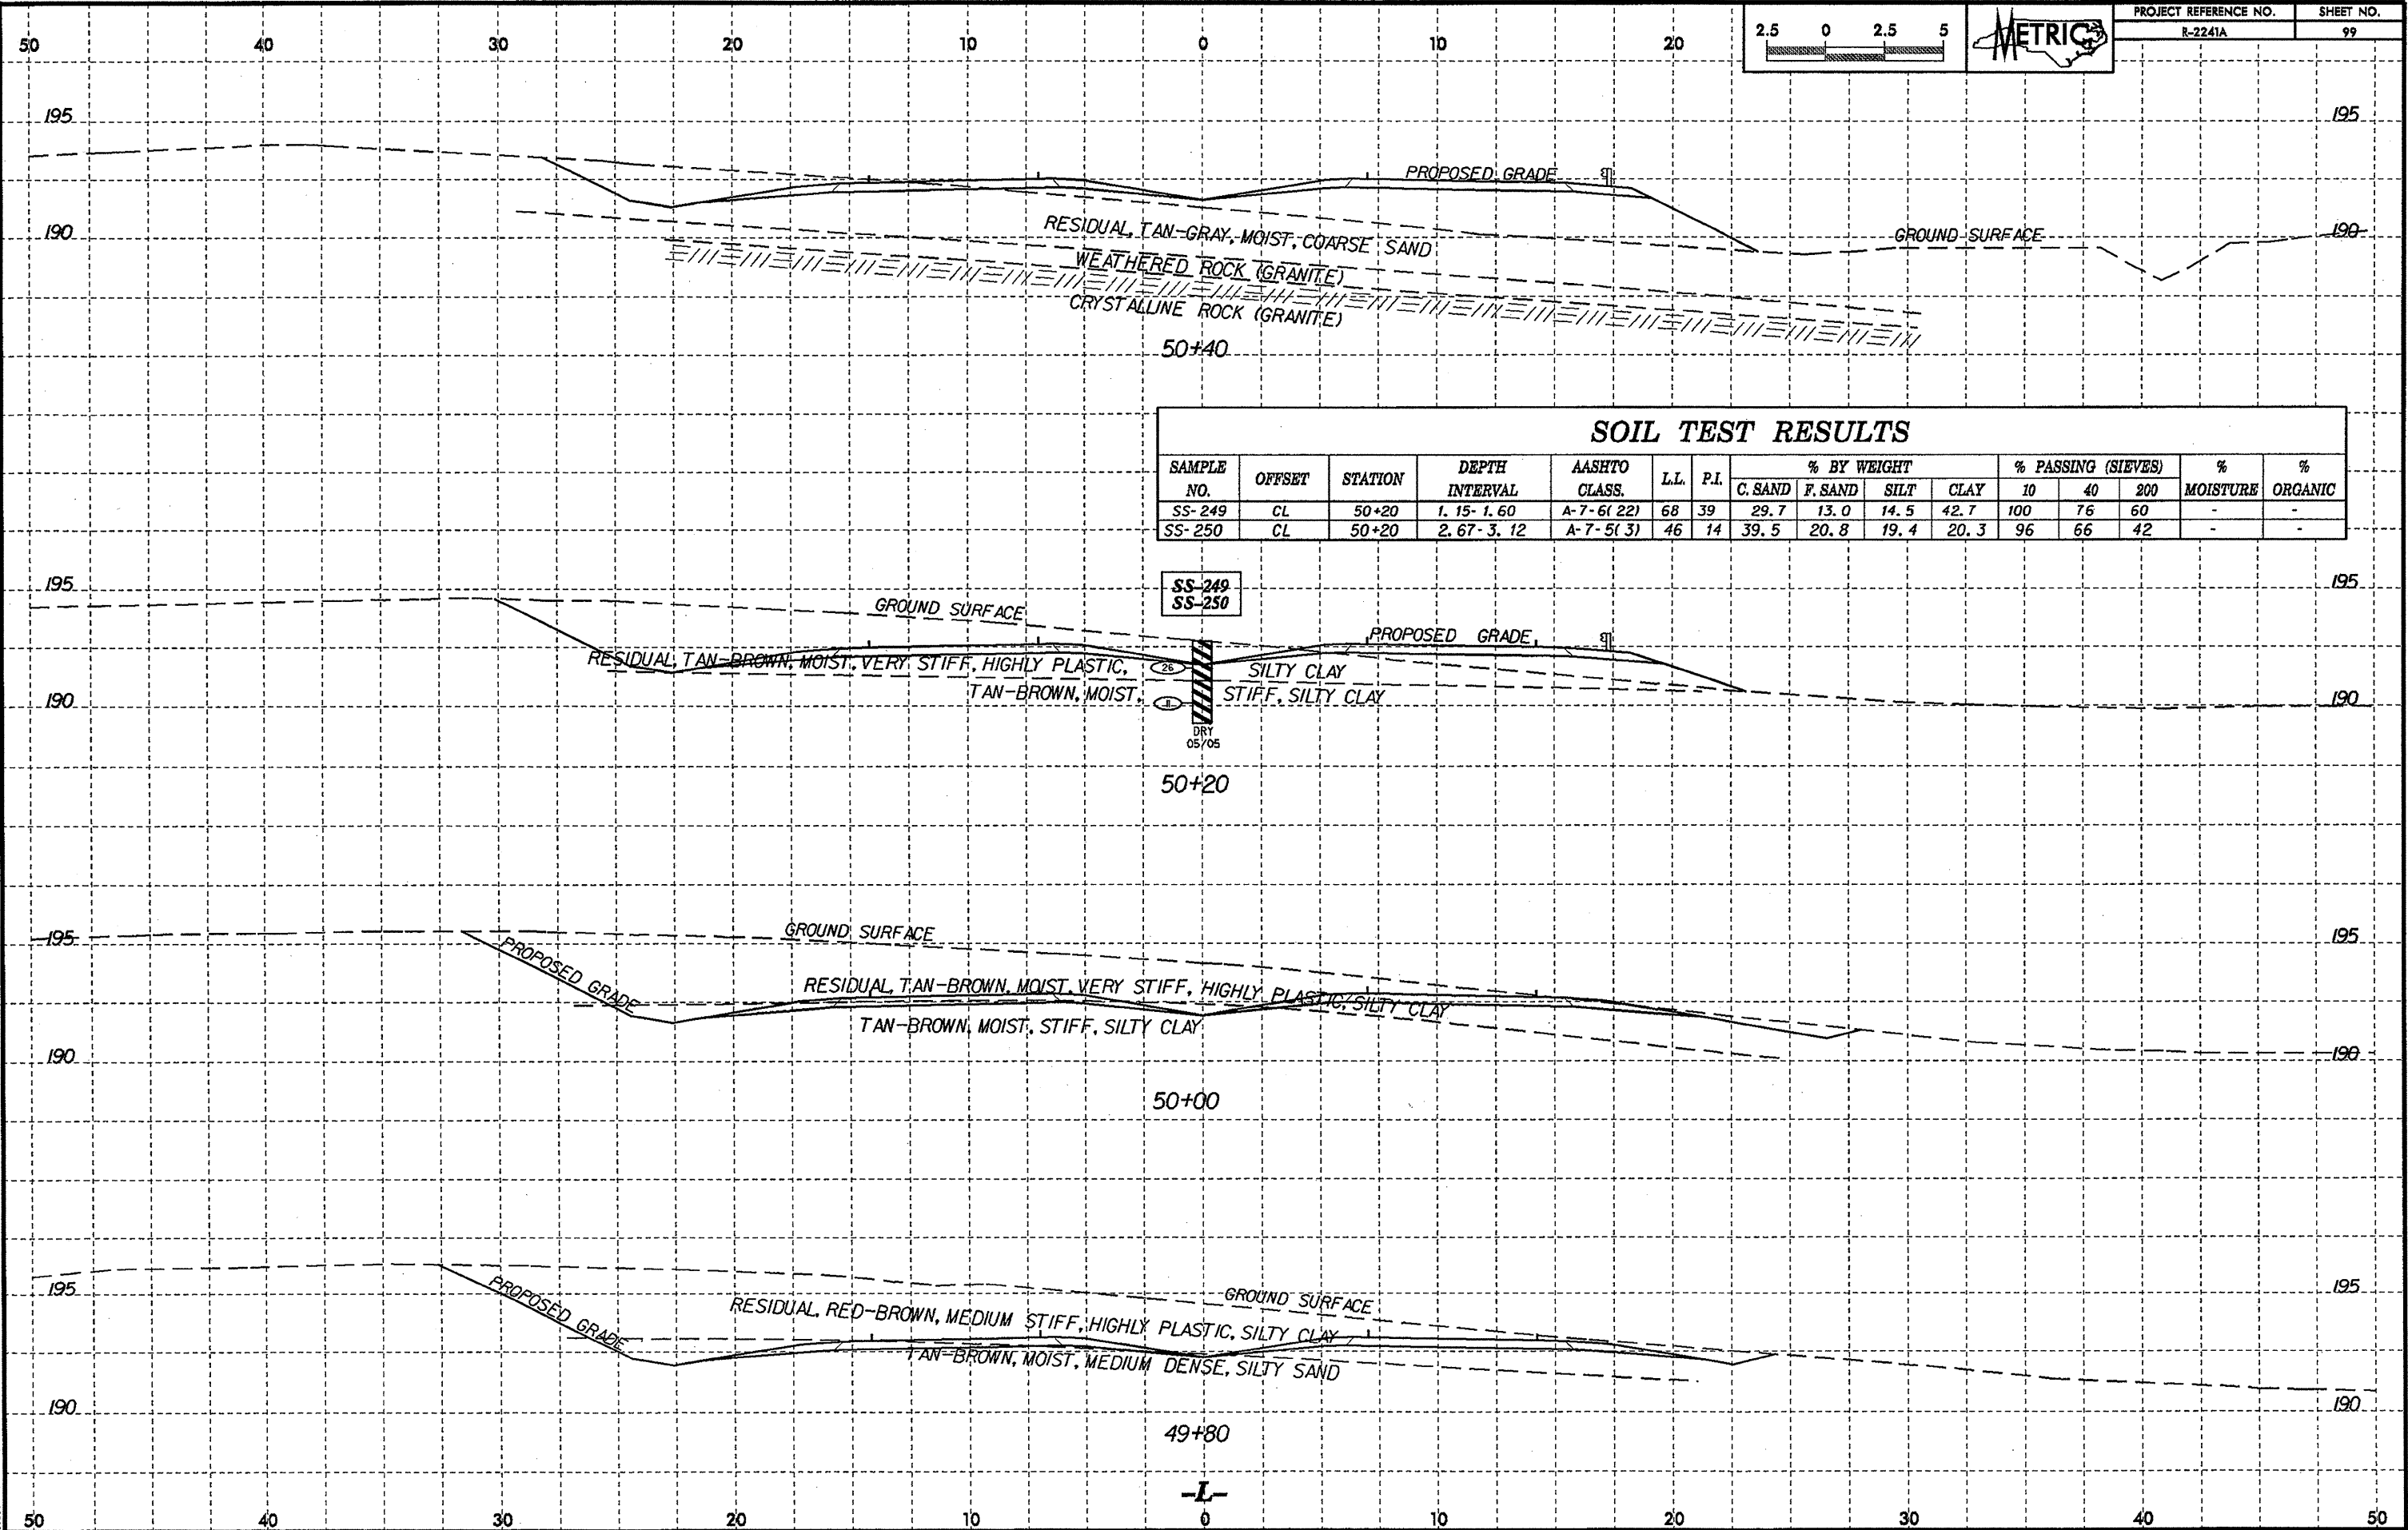 PROJECT REFERENCE NO. SHEET NO.
R-2241A 99
2.5 0 2.5 5
METRIC
50 40 30 20 10 0 10 20
195 195
PROPOSED GRADE
190 190
RESIDUAL, TAN-GRAY, MOIST, COARSE SAND
GROUND SURFACE
WEATHERED ROCK (GRANITE)
CRYSTALLINE ROCK (GRANITE)
50+40
SOIL TEST RESULTS
SAMPLE NO. OFFSET STATION DEPTH INTERVAL AASHTO CLASS. L.L. P.I. % BY WEIGHT % PASSING (SIEVES) % MOISTURE % ORGANIC
C. SAND F. SAND SILT CLAY 10 40 200
SS-249 CL 50+20 1.15-1.60 A-7-6(22) 68 39 29.7 13.0 14.5 42.7 100 76 60 - -
SS-250 CL 50+20 2.67-3.12 A-7-5(3) 46 14 39.5 20.8 19.4 20.3 96 66 42 - -
195 195
SS-249
SS-250
GROUND SURFACE
PROPOSED GRADE
RESIDUAL, TAN-BROWN, MOIST, VERY STIFF, HIGHLY PLASTIC, 26 SILTY CLAY
TAN-BROWN, MOIST, STIFF, SILTY CLAY
190 190
DRY
05/05
50+20
195 195
GROUND SURFACE
PROPOSED GRADE
RESIDUAL, TAN-BROWN, MOIST, VERY STIFF, HIGHLY PLASTIC, SILTY CLAY
TAN-BROWN, MOIST, STIFF, SILTY CLAY
190 190
50+00
195 195
PROPOSED GRADE
GROUND SURFACE
RESIDUAL, RED-BROWN, MEDIUM STIFF, HIGHLY PLASTIC, SILTY CLAY
TAN-BROWN, MOIST, MEDIUM DENSE, SILTY SAND
190 190
49+80
-L-
50 40 30 20 10 0 10 20 30 40 50